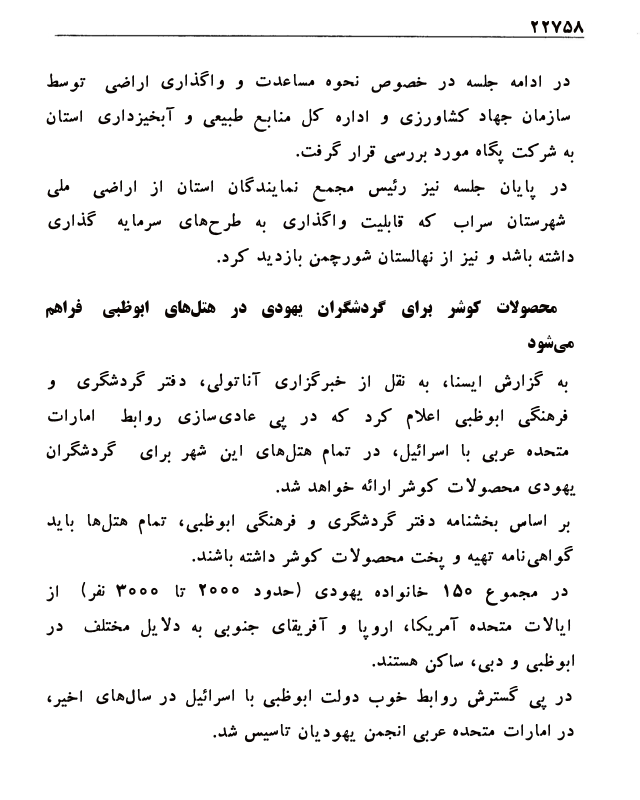 ۲۲۷۵۸
در ادامه جلسه در خصوص نحوه مساعدت و واگذاری اراضی توسط
سازمان جهاد کشاورزی و اداره کل منابع طبیعی و آبخیزداری استان
به شرکت پگاه مورد بررسی قرار گرفت.
در پایان جلسه نیز رئیس مجمع نمایندگان استان از اراضی ملی
شهرستان سراب که قابلیت واگذاری به طرح‌های سرمایه گذاری
داشته باشد و نیز از نهالستان شورچمن بازدید کرد.
محصولات کوشر برای گردشگران یهودی در هتل‌های ابوظبی فراهم
می‌شود
به گزارش ایسنا، به نقل از خبرگزاری آناتولی، دفتر گردشگری و
فرهنگی ابوظبی اعلام کرد که در پی عادی‌سازی روابط امارات
متحده عربی با اسرائیل، در تمام هتل‌های این شهر برای گردشگران
یهودی محصولات کوشر ارائه خواهد شد.
بر اساس بخشنامه دفتر گردشگری و فرهنگی ابوظبی، تمام هتل‌ها باید
گواهی‌نامه تهیه و پخت محصولات کوشر داشته باشند.
در مجموع ۱۵۰ خانواده یهودی (حدود ۲۰۰۰ تا ۳۰۰۰ نفر) از
ایالات متحده آمریکا، اروپا و آفریقای جنوبی به دلایل مختلف در
ابوظبی و دبی، ساکن هستند.
در پی گسترش روابط خوب دولت ابوظبی با اسرائیل در سال‌های اخیر،
در امارات متحده عربی انجمن یهودیان تاسیس شد.